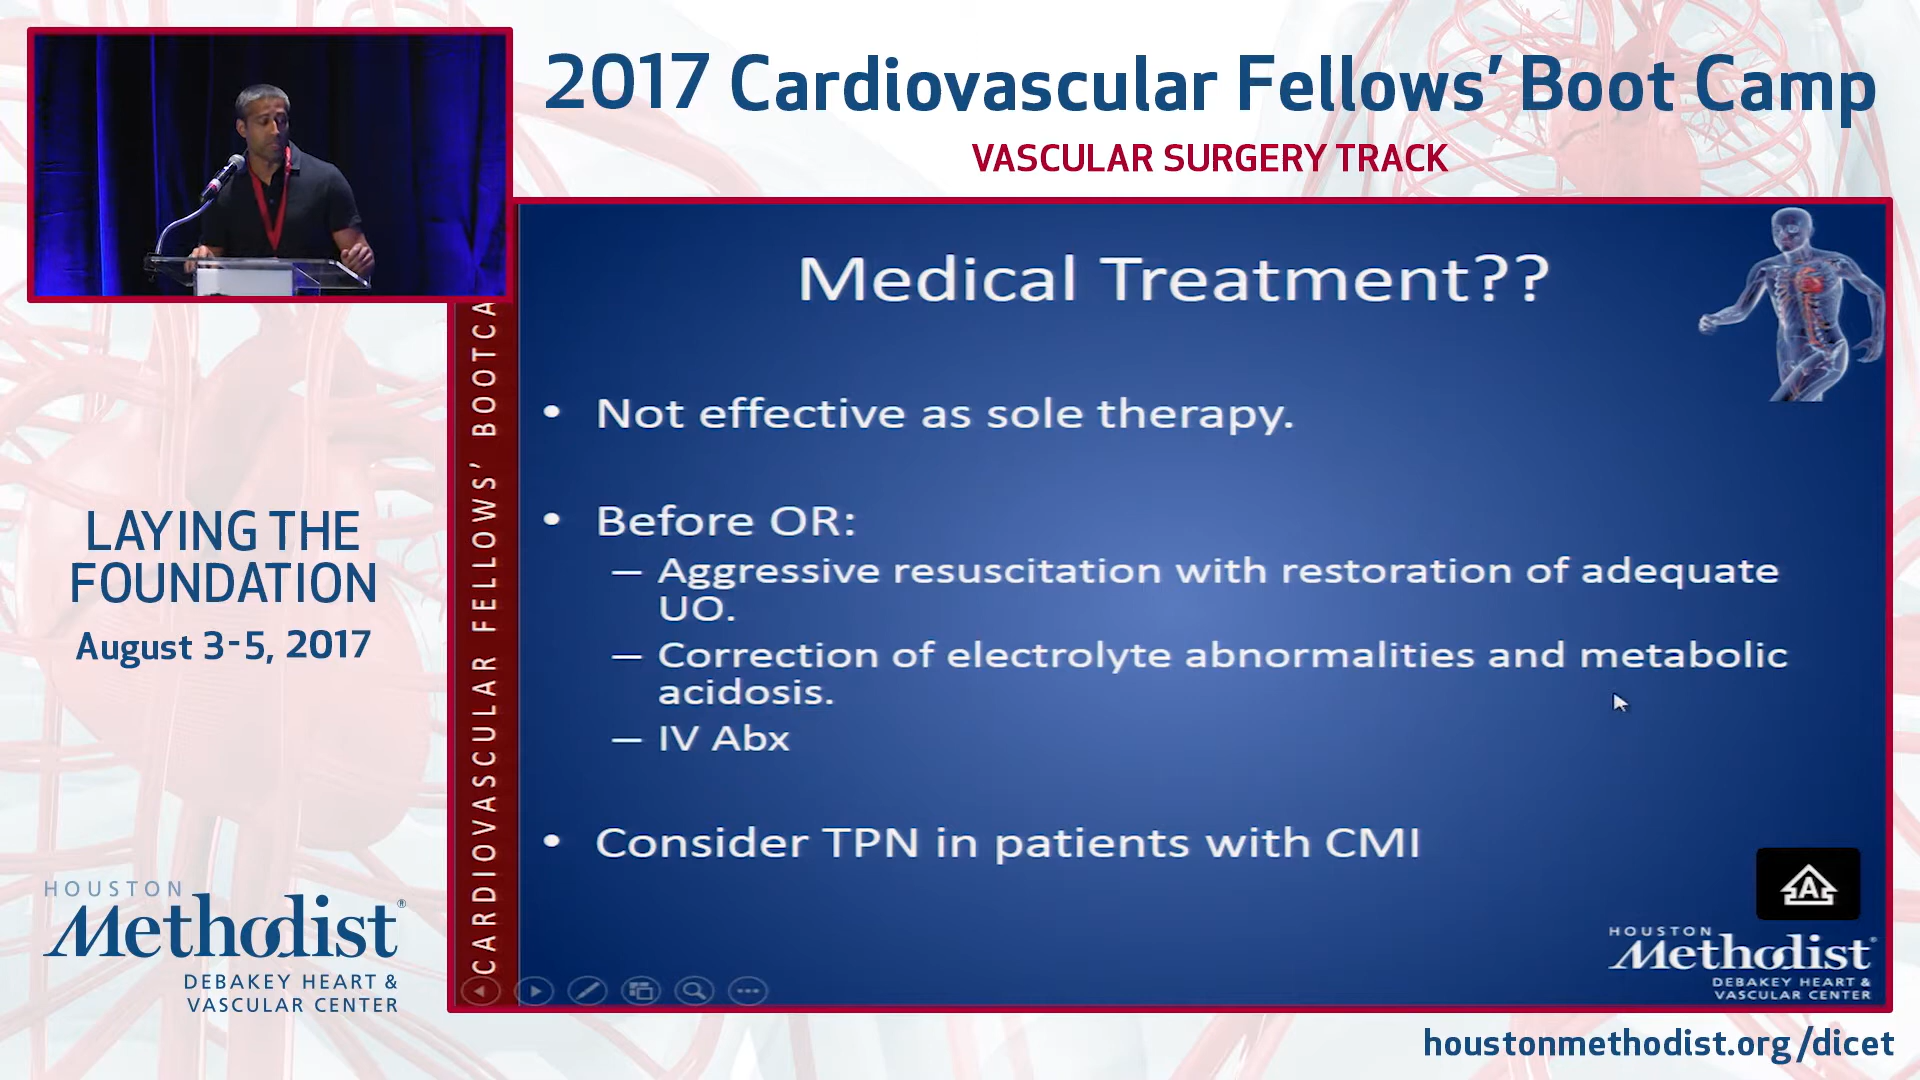 2017 Cardiovascular Fellows’ Boot Camp
VASCULAR SURGERY TRACK
LAYING THE
FOUNDATION
August 3-5, 2017
HOUSTON
Methodist®
DEBAKEY HEART &
VASCULAR CENTER
CARDIOVASCULAR FELLOWS’ BOOTCA
Medical Treatment??
• Not effective as sole therapy.
• Before OR:
– Aggressive resuscitation with restoration of adequate
UO.
– Correction of electrolyte abnormalities and metabolic
acidosis.
– IV Abx
• Consider TPN in patients with CMI
A
HOUSTON
Methodist®
DEBAKEY HEART &
VASCULAR CENTER
houstonmethodist.org/dicet